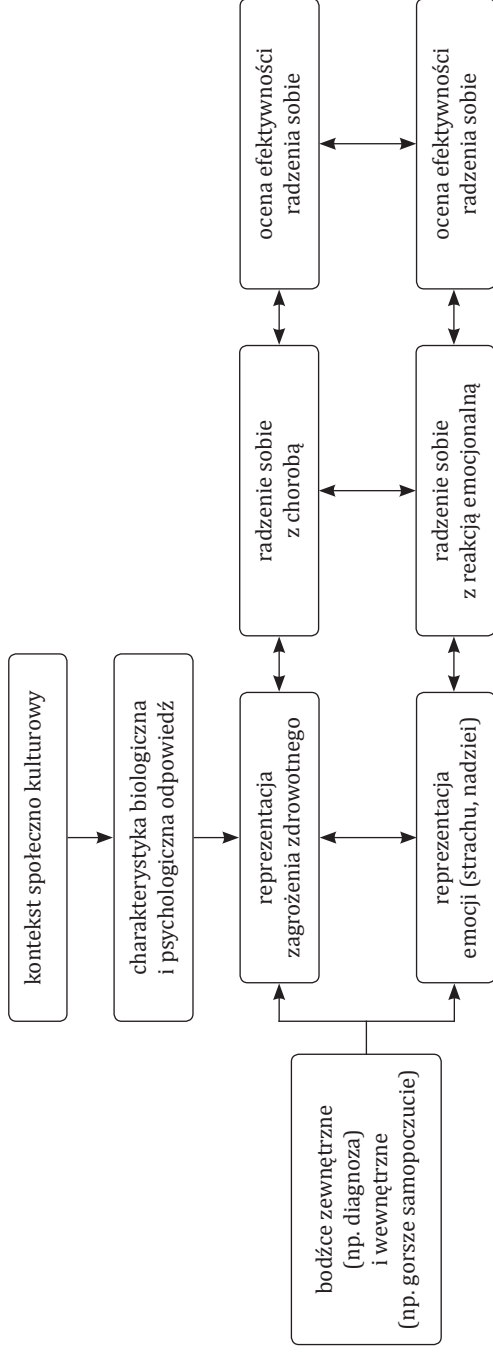 kontekst społeczno kulturowy
charakterystyka biologiczna
i psychologiczna odpowiedź
bodźce zewnętrzne
(np. diagnoza)
i wewnętrzne
(np. gorsze samopoczucie)
reprezentacja
zagrożenia zdrowotnego
radzenie sobie
z chorobą
ocena efektywności
radzenia sobie
reprezentacja
emocji (strachu, nadziei)
radzenie sobie
z reakcją emocjonalną
ocena efektywności
radzenia sobie